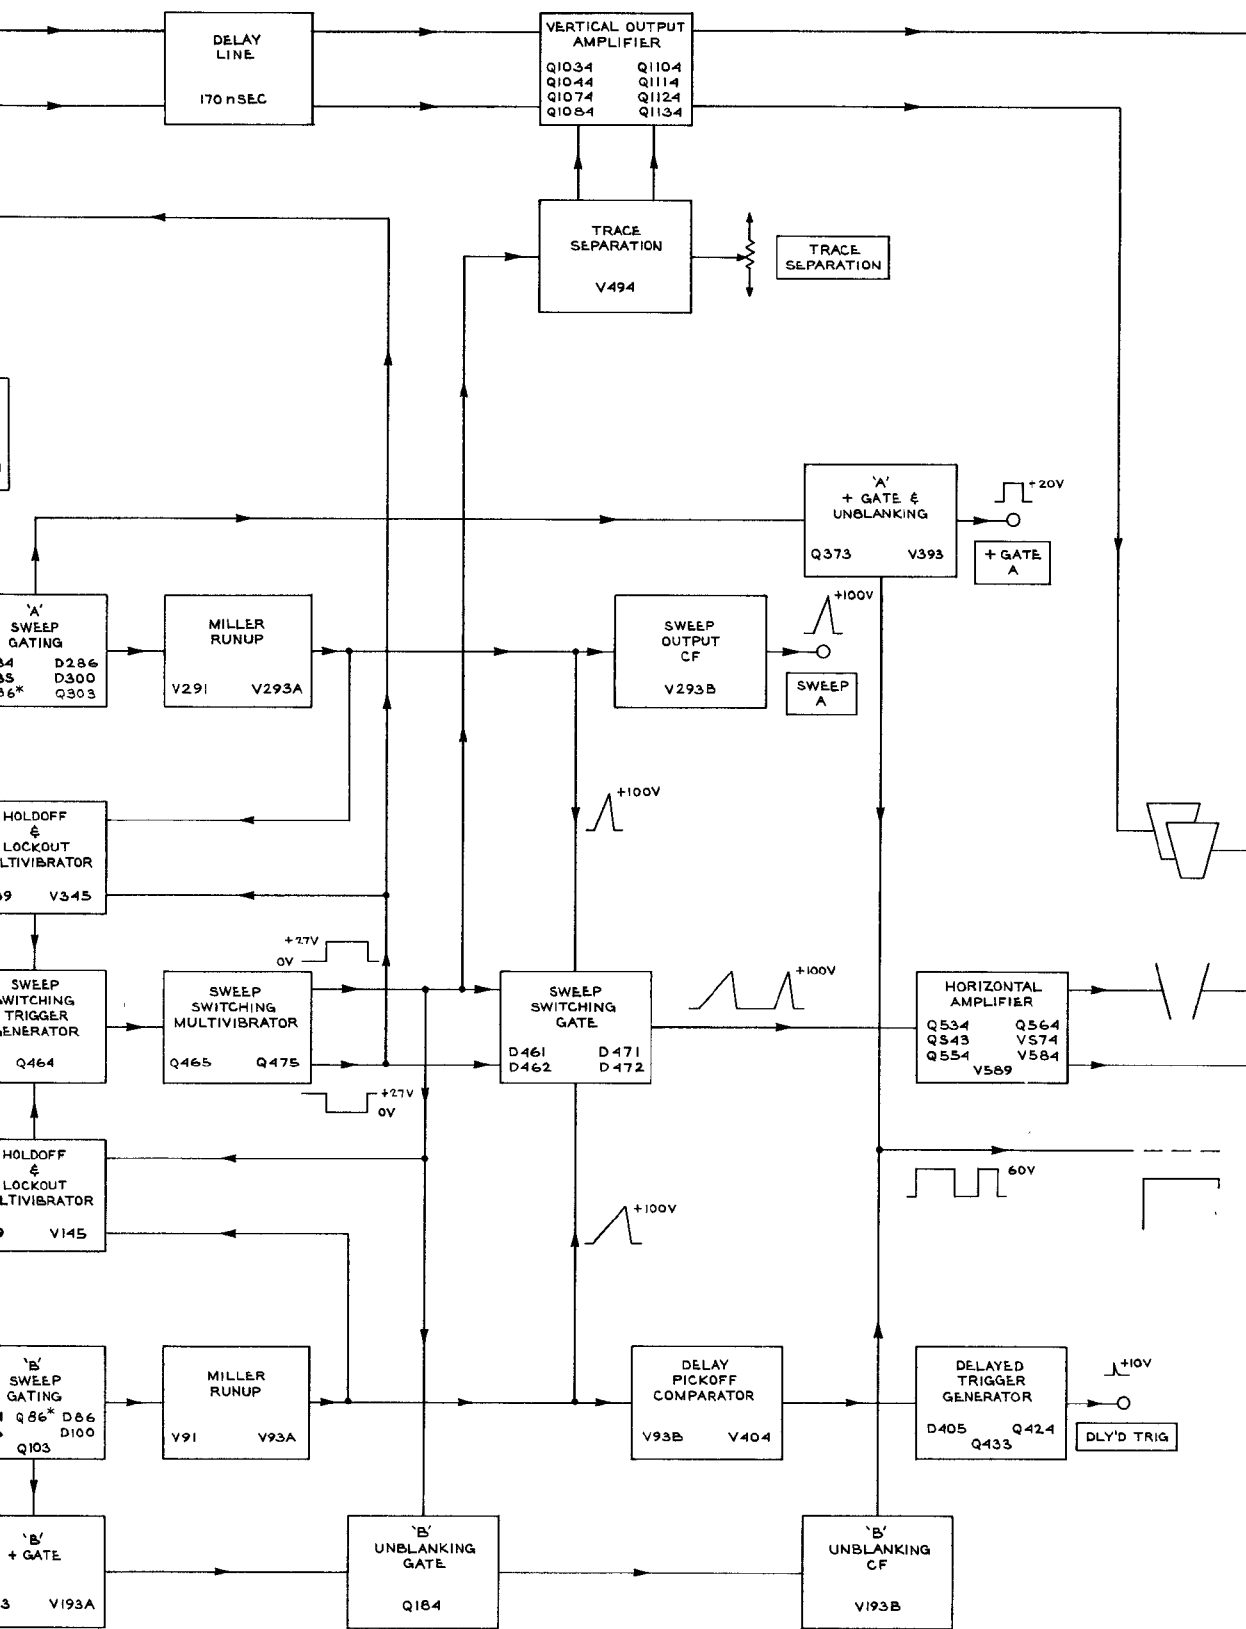 DELAY
LINE
170 nSEC
VERTICAL OUTPUT
AMPLIFIER
Q1034 Q1104
Q1044 Q1114
Q1074 Q1124
Q1084 Q1134
TRACE
SEPARATION
V494
TRACE
SEPARATION
'A'
+ GATE &
UNBLANKING
Q373 V393
+20V
+ GATE
A
'A'
SWEEP
GATING
D286
D300
Q303
MILLER
RUNUP
V291 V293A
SWEEP
OUTPUT
CF
V293B
+100V
SWEEP
A
+100V
HOLDOFF
&
LOCKOUT
V345
+27V
0V
SWEEP
TRIGGER
Q464
SWEEP
SWITCHING
MULTIVIBRATOR
Q465 Q475
SWEEP
SWITCHING
GATE
D461 D471
D462 D472
+100V
HORIZONTAL
AMPLIFIER
Q534 Q564
Q543 V574
Q554 V584
V589
+27V
0V
HOLDOFF
&
LOCKOUT
V145
+100V
60V
'B'
SWEEP
GATING
Q86* D86
D100
Q103
MILLER
RUNUP
V91 V93A
DELAY
PICKOFF
COMPARATOR
V93B V404
DELAYED
TRIGGER
GENERATOR
D405 Q424
Q433
+10V
DLY'D TRIG
'B'
+ GATE
V193A
'B'
UNBLANKING
GATE
Q184
'B'
UNBLANKING
CF
V193B